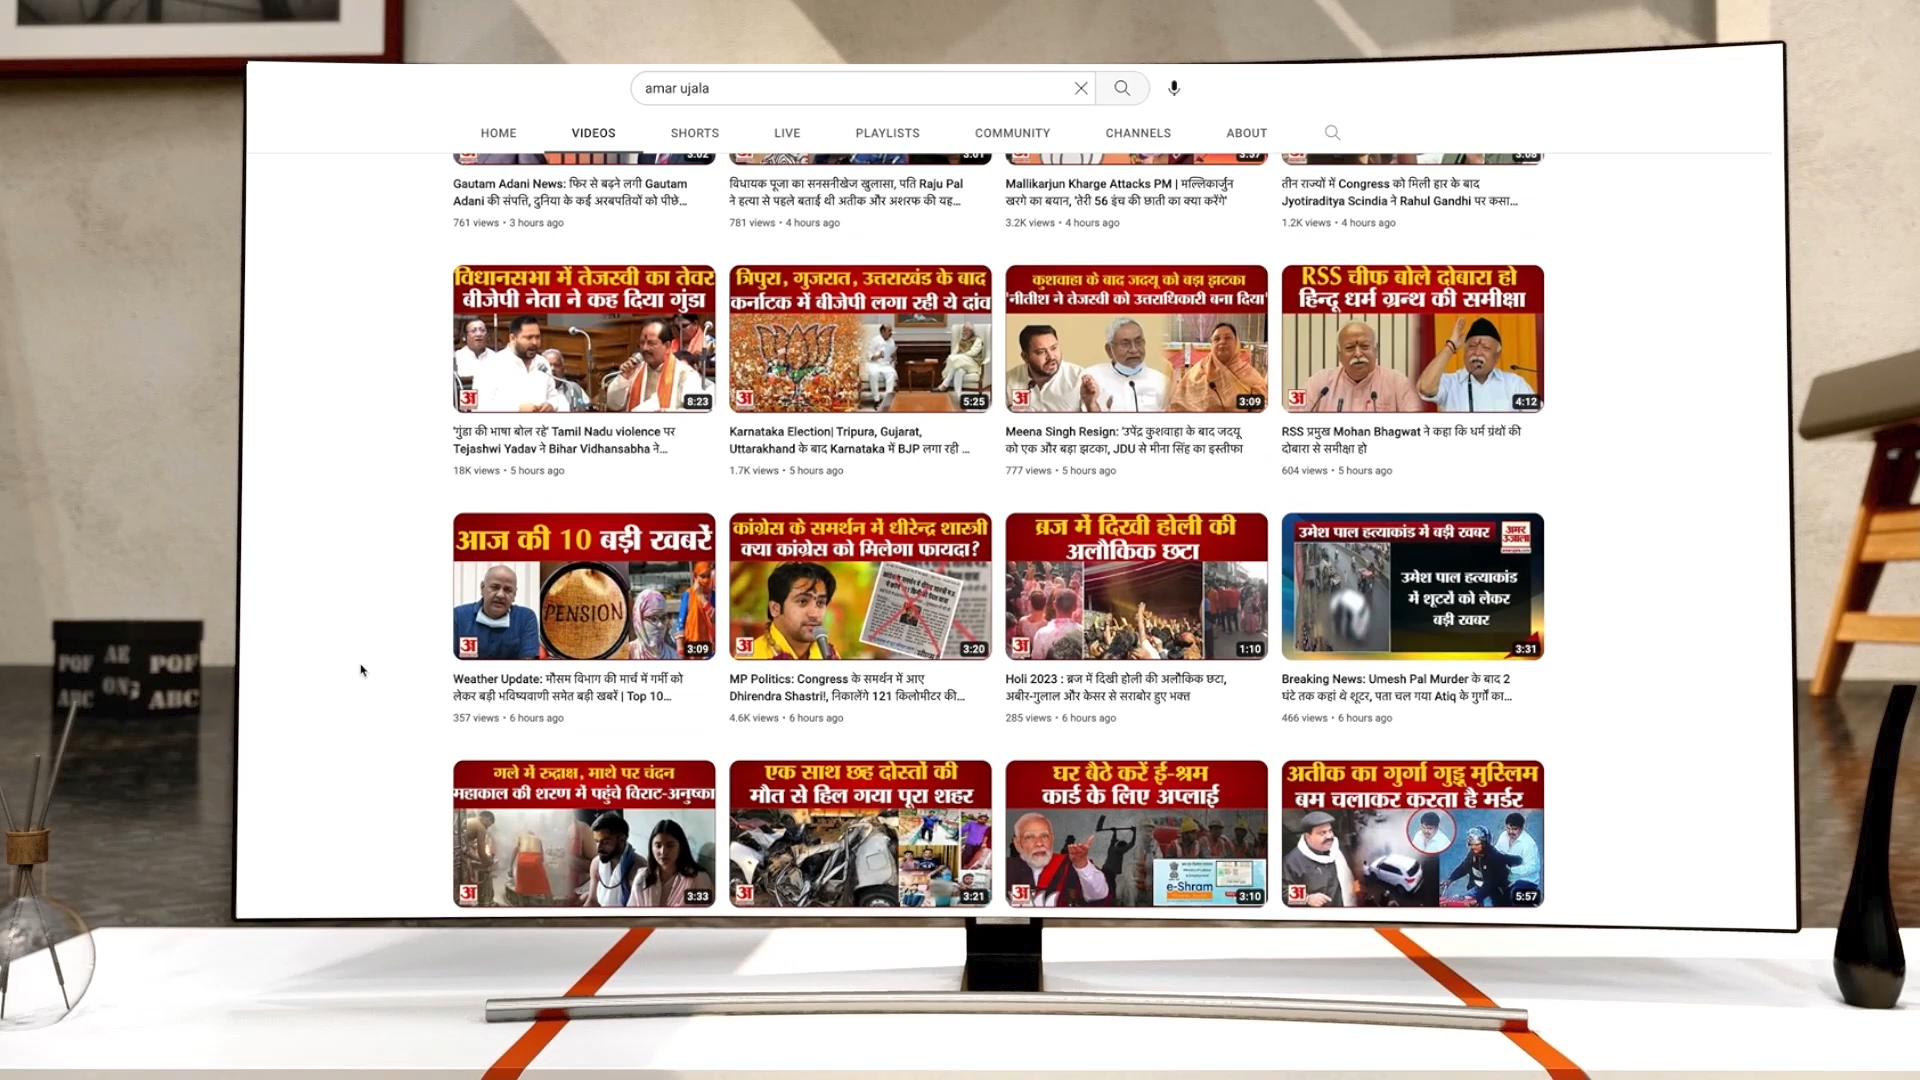 amar ujala
HOME
VIDEOS
SHORTS
LIVE
PLAYLISTS
COMMUNITY
CHANNELS
ABOUT
3:02
3:01
3:37
3:08
Gautam Adani News: फिर से बढ़ने लगी Gautam
Adani की संपत्ति, दुनिया के कई अरबपतियों को पीछे...
761 views • 3 hours ago
विधायक पूजा का सनसनीखेज खुलासा, पति Raju Pal
ने हत्या से पहले बताई थी अतीक और अशरफ की यह...
781 views • 4 hours ago
Mallikarjun Kharge Attacks PM | मल्लिकार्जुन
खरगे का बयान, 'तेरी 56 इंच की छाती का क्या करेंगे'
3.2K views • 4 hours ago
तीन राज्यों में Congress को मिली हार के बाद
Jyotiraditya Scindia ने Rahul Gandhi पर कसा...
1.2K views • 4 hours ago
विधानसभा में तेजस्वी का तेवर
बीजेपी नेता ने कह दिया गुंडा
अ
8:23
त्रिपुरा, गुजरात, उत्तराखंड के बाद
कर्नाटक में बीजेपी लगा रही ये दांव
अ
5:25
कुशवाहा के बाद जदयू को बड़ा झटका
'नीतीश ने तेजस्वी को उत्तराधिकारी बना दिया'
अ
3:09
RSS चीफ बोले दोबारा हो
हिन्दू धर्म ग्रन्थ की समीक्षा
अ
4:12
'गुंडा की भाषा बोल रहे' Tamil Nadu violence पर
Tejashwi Yadav ने Bihar Vidhansabha ने...
18K views • 5 hours ago
Karnataka Election| Tripura, Gujarat,
Uttarakhand के बाद Karnataka में BJP लगा रही ...
1.7K views • 5 hours ago
Meena Singh Resign: 'उपेंद्र कुशवाहा के बाद जदयू
को एक और बड़ा झटका, JDU से मीना सिंह का इस्तीफा
777 views • 5 hours ago
RSS प्रमुख Mohan Bhagwat ने कहा कि धर्म ग्रंथों की
दोबारा से समीक्षा हो
604 views • 5 hours ago
आज की 10 बड़ी खबरें
PENSION
अ
3:09
कांग्रेस के समर्थन में धीरेन्द्र शास्त्री
क्या कांग्रेस को मिलेगा फायदा?
अ
3:20
ब्रज में दिखी होली की
अलौकिक छटा
अ
1:10
उमेश पाल हत्याकांड में बड़ी खबर
अमर
उजाला
उमेश पाल हत्याकांड
में शूटरों को लेकर
बड़ी खबर
3:31
Weather Update: मौसम विभाग की मार्च में गर्मी को
लेकर बड़ी भविष्यवाणी समेत बड़ी खबरें | Top 10...
357 views • 6 hours ago
MP Politics: Congress के समर्थन में आए
Dhirendra Shastri!, निकालेंगे 121 किलोमीटर की...
4.6K views • 6 hours ago
Holi 2023 : ब्रज में दिखी होली की अलौकिक छटा,
अबीर-गुलाल और केसर से सराबोर हुए भक्त
285 views • 6 hours ago
Breaking News: Umesh Pal Murder के बाद 2
घंटे तक कहां थे शूटर, पता चल गया Atiq के गुर्गों का...
466 views • 6 hours ago
गले में रुद्राक्ष, माथे पर चंदन
महाकाल की शरण में पहुंचे विराट-अनुष्का
अ
3:33
एक साथ छह दोस्तों की
मौत से हिल गया पूरा शहर
अ
3:21
घर बैठे करें ई-श्रम
कार्ड के लिए अप्लाई
e-Shram
अ
3:10
अतीक का गुर्गा गुड्डू मुस्लिम
बम चलाकर करता है मर्डर
अ
5:57